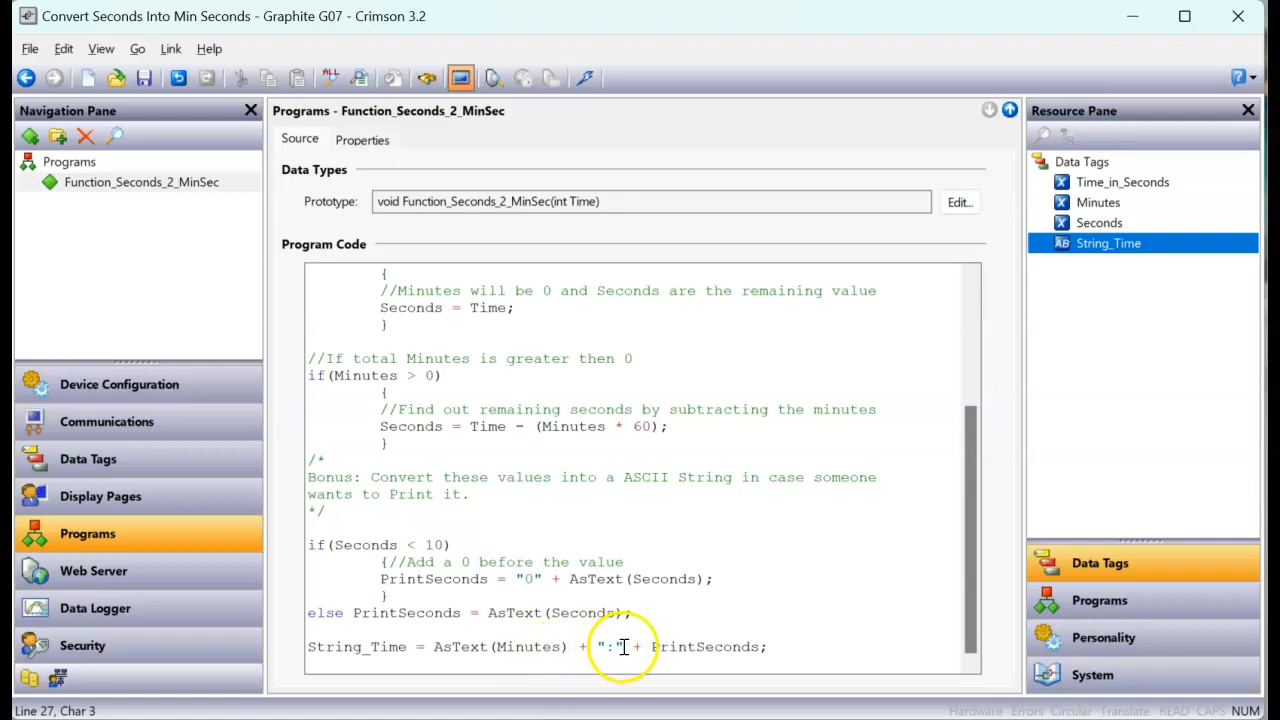 Convert Seconds Into Min Seconds - Graphite G07 - Crimson 3.2
File Edit View Go Link Help
Navigation Pane
Programs
Function_Seconds_2_MinSec
Device Configuration
Communications
Data Tags
Display Pages
Programs
Web Server
Data Logger
Security
Programs - Function_Seconds_2_MinSec
Source Properties
Data Types
Prototype: void Function_Seconds_2_MinSec(int Time) Edit...
Program Code
{
//Minutes will be 0 and Seconds are the remaining value
Seconds = Time;
}
//If total Minutes is greater then 0
if(Minutes > 0)
{
//Find out remaining seconds by subtracting the minutes
Seconds = Time - (Minutes * 60);
}
/*
Bonus: Convert these values into a ASCII String in case someone
wants to Print it.
*/
if(Seconds < 10)
{//Add a 0 before the value
PrintSeconds = "0" + AsText(Seconds);
}
else PrintSeconds = AsText(Seconds);
String_Time = AsText(Minutes) + ":" + PrintSeconds;
Resource Pane
Data Tags
Time_in_Seconds
Minutes
Seconds
String_Time
Data Tags
Programs
Personality
System
Line 27, Char 3
Hardware Errors Circular Translate READ CAPS NUM